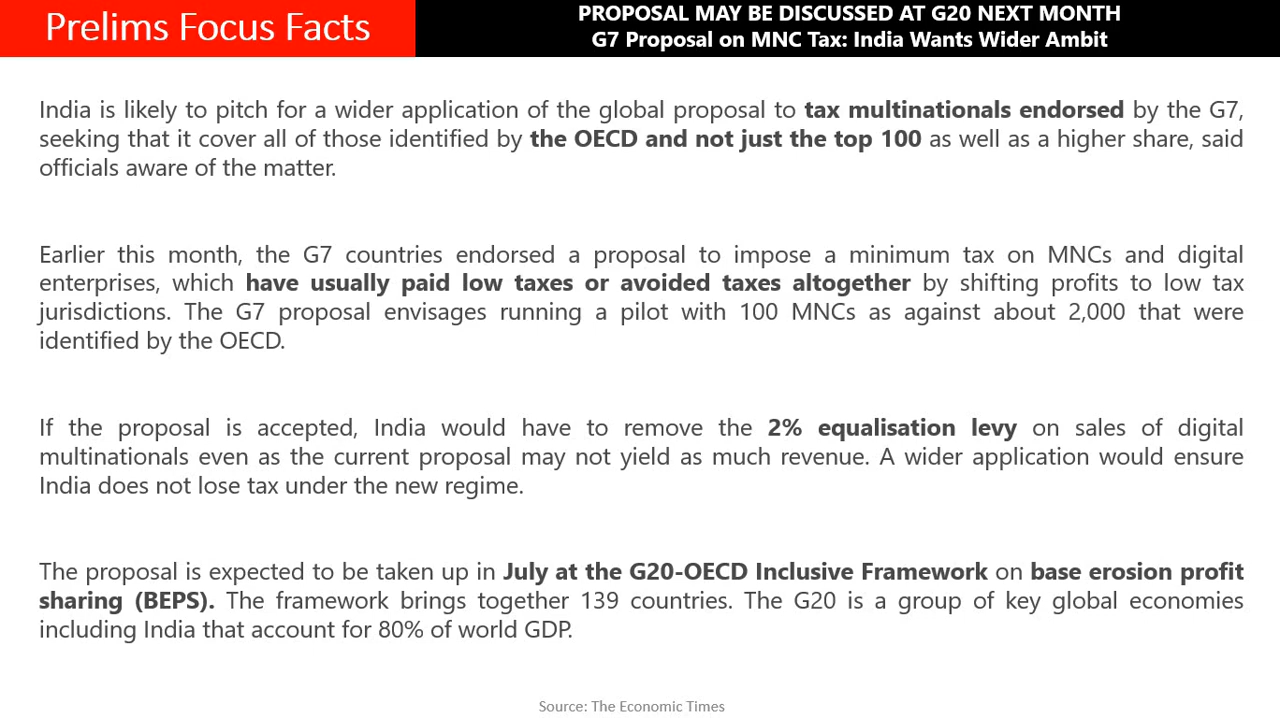 Prelims Focus Facts
PROPOSAL MAY BE DISCUSSED AT G20 NEXT MONTH
G7 Proposal on MNC Tax: India Wants Wider Ambit
India is likely to pitch for a wider application of the global proposal to tax multinationals endorsed by the G7,
seeking that it cover all of those identified by the OECD and not just the top 100 as well as a higher share, said
officials aware of the matter.
Earlier this month, the G7 countries endorsed a proposal to impose a minimum tax on MNCs and digital
enterprises, which have usually paid low taxes or avoided taxes altogether by shifting profits to low tax
jurisdictions. The G7 proposal envisages running a pilot with 100 MNCs as against about 2,000 that were
identified by the OECD.
If the proposal is accepted, India would have to remove the 2% equalisation levy on sales of digital
multinationals even as the current proposal may not yield as much revenue. A wider application would ensure
India does not lose tax under the new regime.
The proposal is expected to be taken up in July at the G20-OECD Inclusive Framework on base erosion profit
sharing (BEPS). The framework brings together 139 countries. The G20 is a group of key global economies
including India that account for 80% of world GDP.
Source: The Economic Times